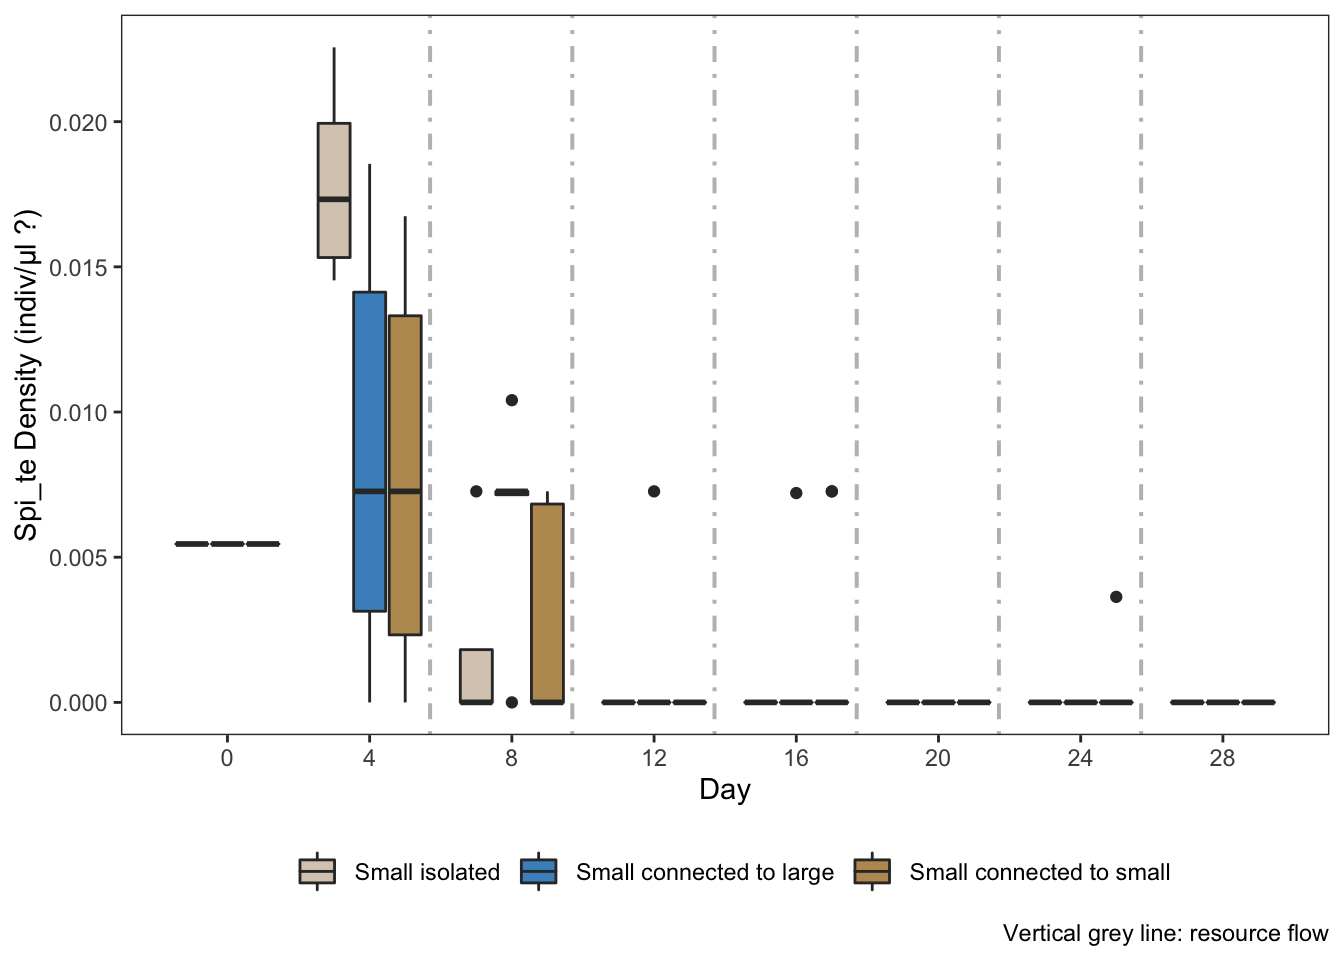 Spi_te Density (indiv/µl ?)
0.020
0.015
0.010
0.005
0.000
0 4 8 12 16 20 24 28
Day
Small isolated Small connected to large Small connected to small
Vertical grey line: resource flow